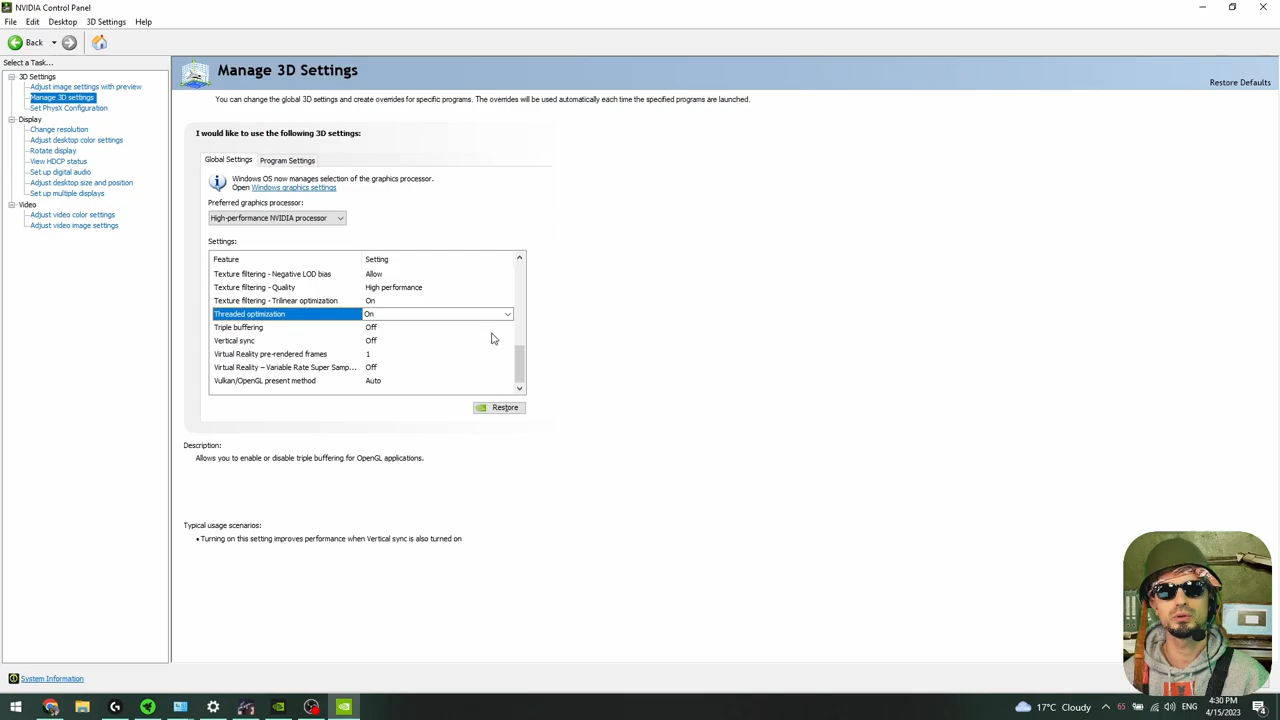 NVIDIA Control Panel
File Edit Desktop 3D Settings Help
Back
Select a Task...
3D Settings
Adjust image settings with preview
Manage 3D settings
Set PhysX Configuration
Display
Change resolution
Adjust desktop color settings
Rotate display
View HDCP status
Set up digital audio
Adjust desktop size and position
Set up multiple displays
Video
Adjust video color settings
Adjust video image settings
System Information
Manage 3D Settings
Restore Defaults
You can change the global 3D settings and create overrides for specific programs. The overrides will be used automatically each time the specified programs are launched.
I would like to use the following 3D settings:
Global Settings Program Settings
Windows OS now manages selection of the graphics processor.
Open Windows graphics settings
Preferred graphics processor:
High-performance NVIDIA processor
Settings:
Feature Setting
Texture filtering - Negative LOD bias Allow
Texture filtering - Quality High performance
Texture filtering - Trilinear optimization On
Threaded optimization On
Triple buffering Off
Vertical sync Off
Virtual Reality pre-rendered frames 1
Virtual Reality – Variable Rate Super Samp... Off
Vulkan/OpenGL present method Auto
Restore
Description:
Allows you to enable or disable triple buffering for OpenGL applications.
Typical usage scenarios:
• Turning on this setting improves performance when Vertical sync is also turned on
17°C Cloudy 65 ENG 4:30 PM
4/15/2023 4